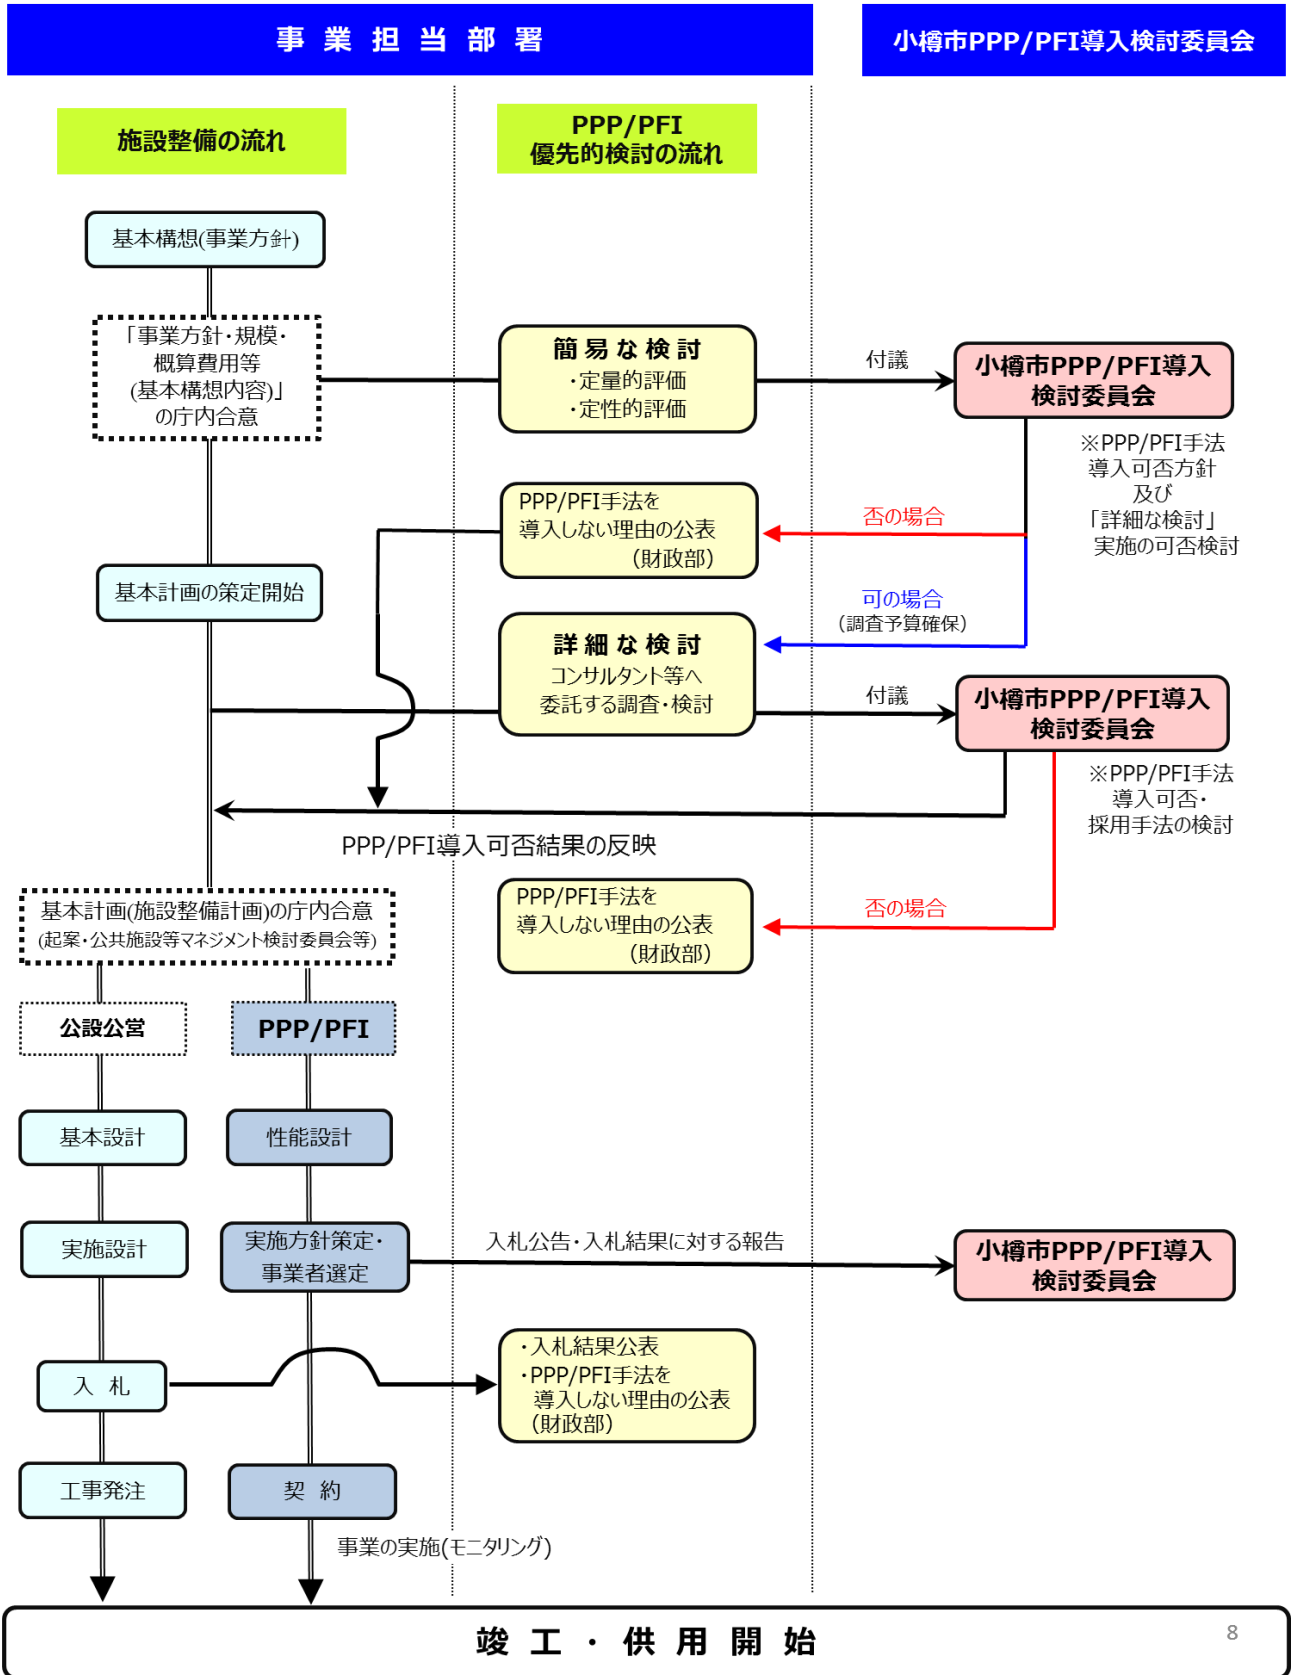 事業担当部署
小樽市PPP/PFI導入検討委員会
施設整備の流れ
PPP/PFI
優先的検討の流れ
基本構想(事業方針)
「事業方針・規模・
概算費用等
(基本構想内容)」
の庁内合意
簡易な検討
・定量的評価
・定性的評価
付議
小樽市PPP/PFI導入
検討委員会
※PPP/PFI手法
導入可否方針
及び
「詳細な検討」
実施の可否検討
否の場合
PPP/PFI手法を
導入しない理由の公表
(財政部)
基本計画の策定開始
可の場合
(調査予算確保)
詳細な検討
コンサルタント等へ
委託する調査・検討
付議
小樽市PPP/PFI導入
検討委員会
※PPP/PFI手法
導入可否・
採用手法の検討
PPP/PFI導入可否結果の反映
基本計画(施設整備計画)の庁内合意
(起案・公共施設等マネジメント検討委員会等)
PPP/PFI手法を
導入しない理由の公表
(財政部)
否の場合
公設公営
PPP/PFI
基本設計
性能設計
実施設計
実施方針策定・
事業者選定
入札公告・入札結果に対する報告
小樽市PPP/PFI導入
検討委員会
入札
・入札結果公表
・PPP/PFI手法を
導入しない理由の公表
(財政部)
工事発注
契約
事業の実施(モニタリング)
竣工・供用開始
8